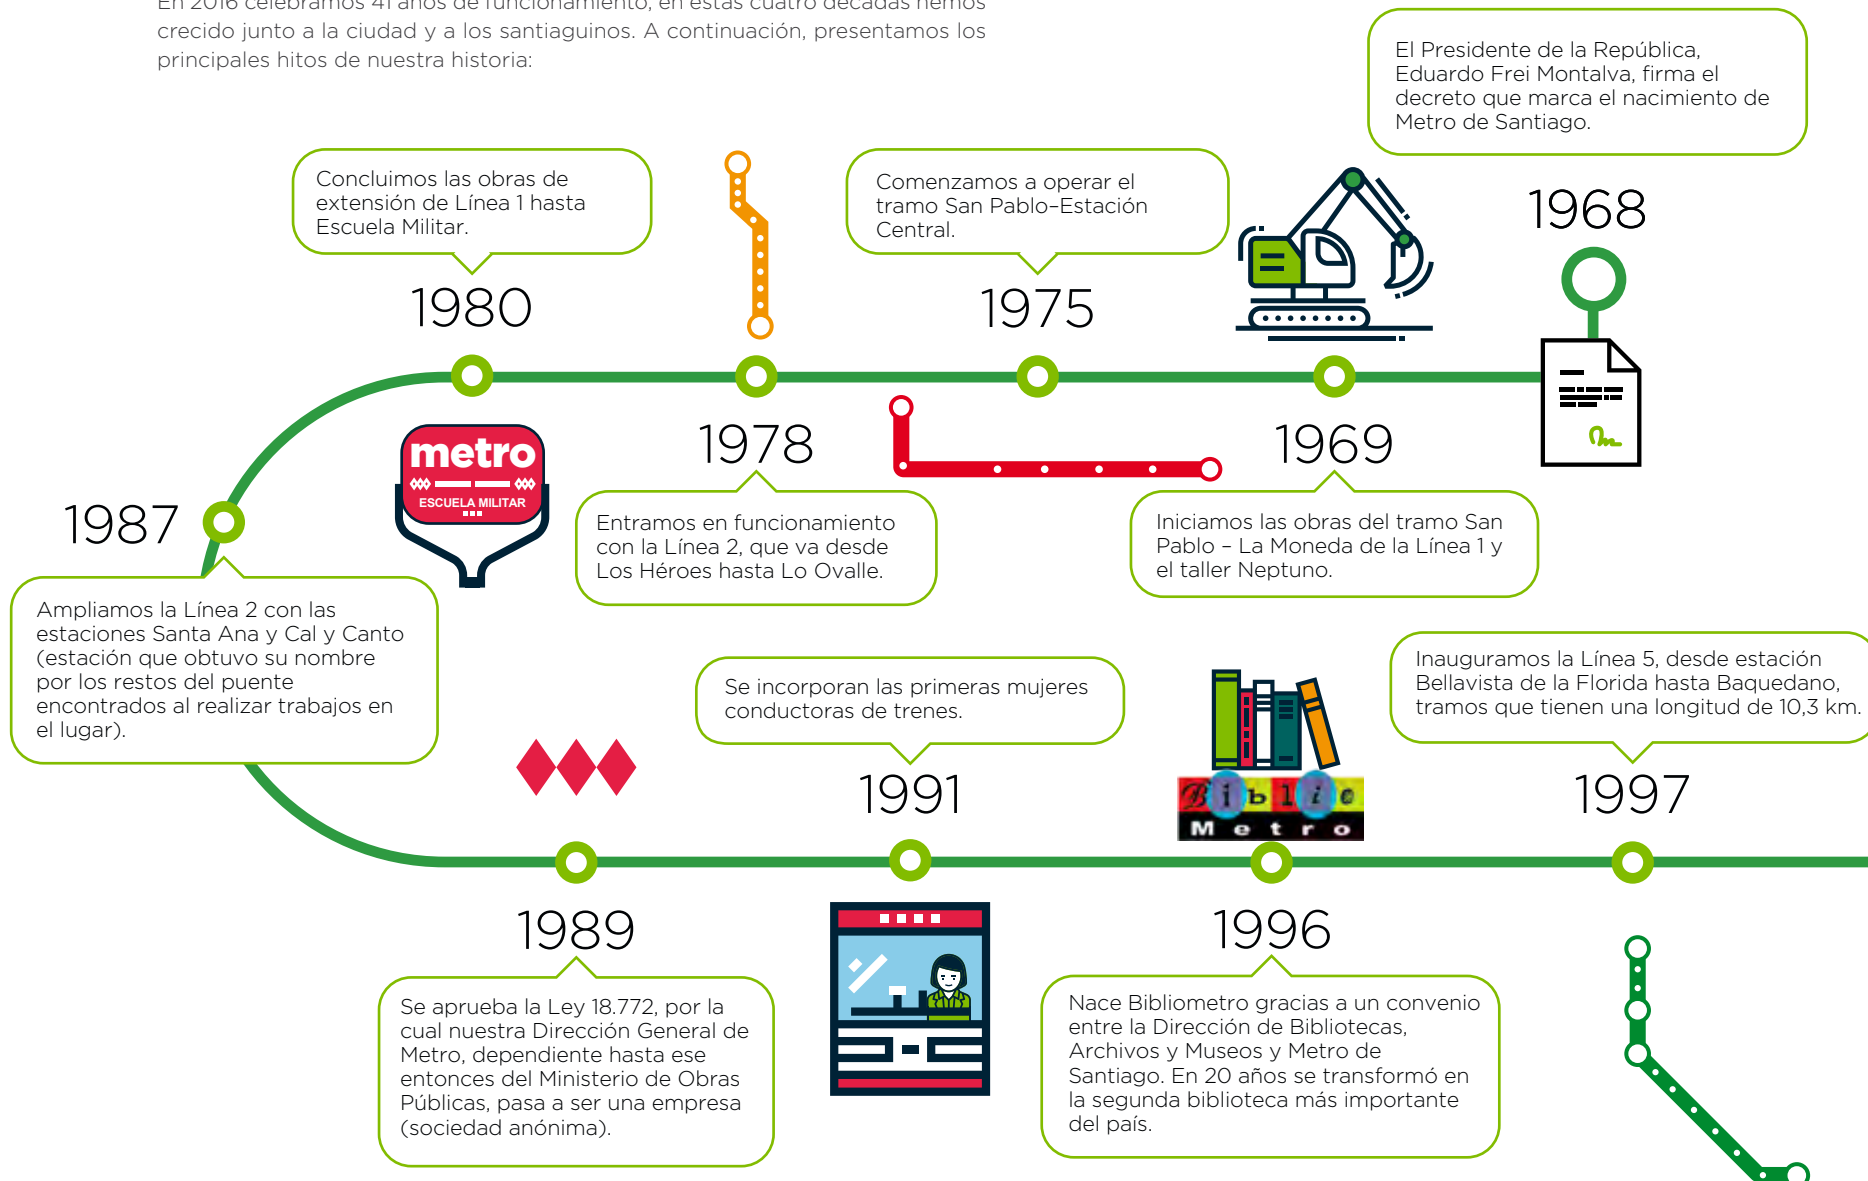 En 2016 celebramos 41 años de funcionamiento, en estas cuatro décadas hemos
crecido junto a la ciudad y a los santiaguinos. A continuación, presentamos los
principales hitos de nuestra historia:
El Presidente de la República,
Eduardo Frei Montalva, firma el
decreto que marca el nacimiento de
Metro de Santiago.
1968
Iniciamos las obras del tramo San
Pablo – La Moneda de la Línea 1 y
el taller Neptuno.
1969
Comenzamos a operar el
tramo San Pablo–Estación
Central.
1975
1978
Entramos en funcionamiento
con la Línea 2, que va desde
Los Héroes hasta Lo Ovalle.
Concluimos las obras de
extensión de Línea 1 hasta
Escuela Militar.
1980
metro
ESCUELA MILITAR
1987
Ampliamos la Línea 2 con las
estaciones Santa Ana y Cal y Canto
(estación que obtuvo su nombre
por los restos del puente
encontrados al realizar trabajos en
el lugar).
1989
Se aprueba la Ley 18.772, por la
cual nuestra Dirección General de
Metro, dependiente hasta ese
entonces del Ministerio de Obras
Públicas, pasa a ser una empresa
(sociedad anónima).
Se incorporan las primeras mujeres
conductoras de trenes.
1991
Biblio
Metro
1996
Nace Bibliometro gracias a un convenio
entre la Dirección de Bibliotecas,
Archivos y Museos y Metro de
Santiago. En 20 años se transformó en
la segunda biblioteca más importante
del país.
Inauguramos la Línea 5, desde estación
Bellavista de la Florida hasta Baquedano,
tramos que tienen una longitud de 10,3 km.
1997